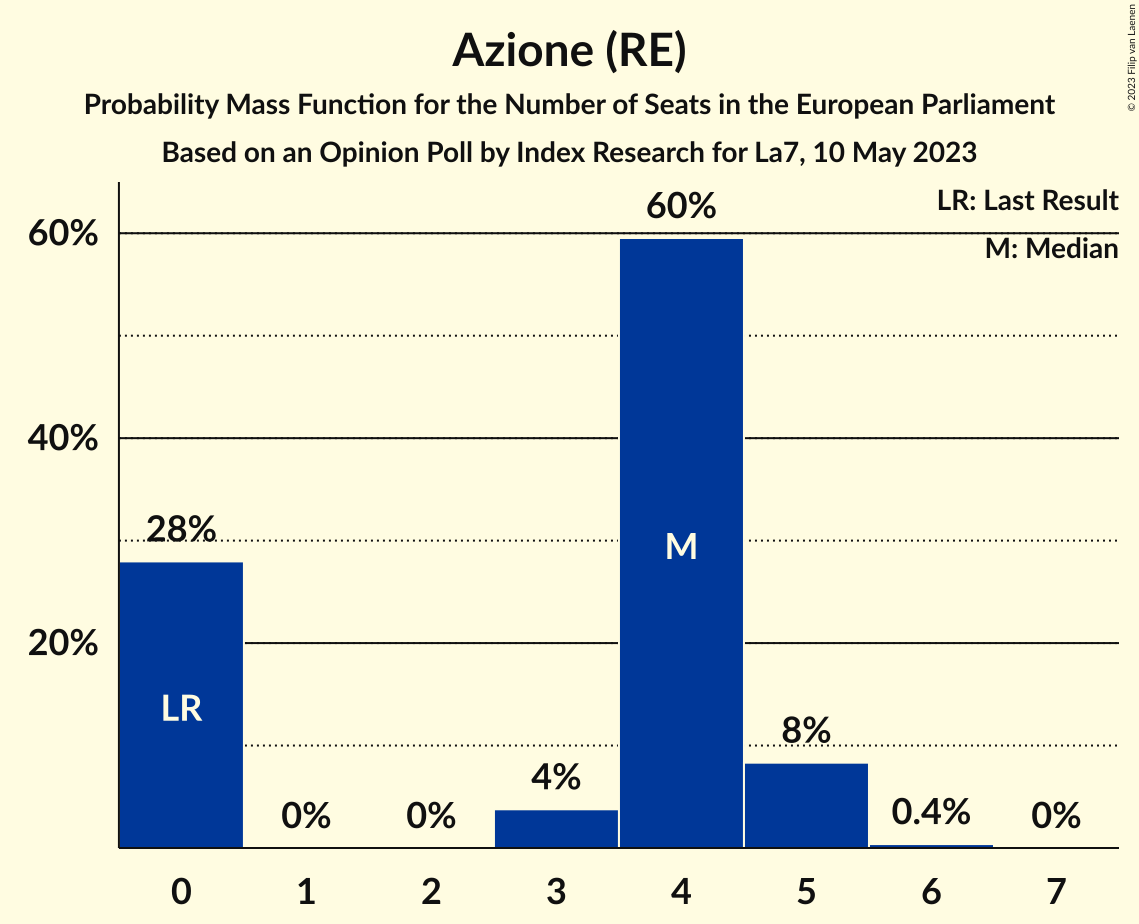 Azione (RE)
Probability Mass Function for the Number of Seats in the European Parliament
Based on an Opinion Poll by Index Research for La7, 10 May 2023
© 2023 Filip van Laenen
LR: Last Result
M: Median
60%
40%
20%
28%
0%
0%
4%
60%
8%
0.4%
0%
LR
M
0 1 2 3 4 5 6 7